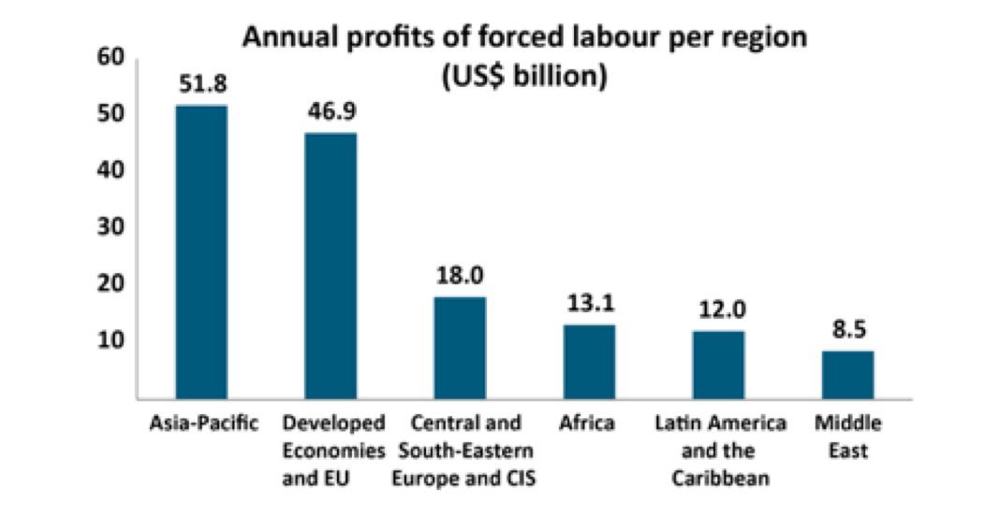 Annual profits of forced labour per region
(US$ billion)
60
50
40
30
20
10
51.8
46.9
18.0
13.1
12.0
8.5
Asia-Pacific
Developed
Economies
and EU
Central and
South-Eastern
Europe and CIS
Africa
Latin America
and the
Caribbean
Middle
East